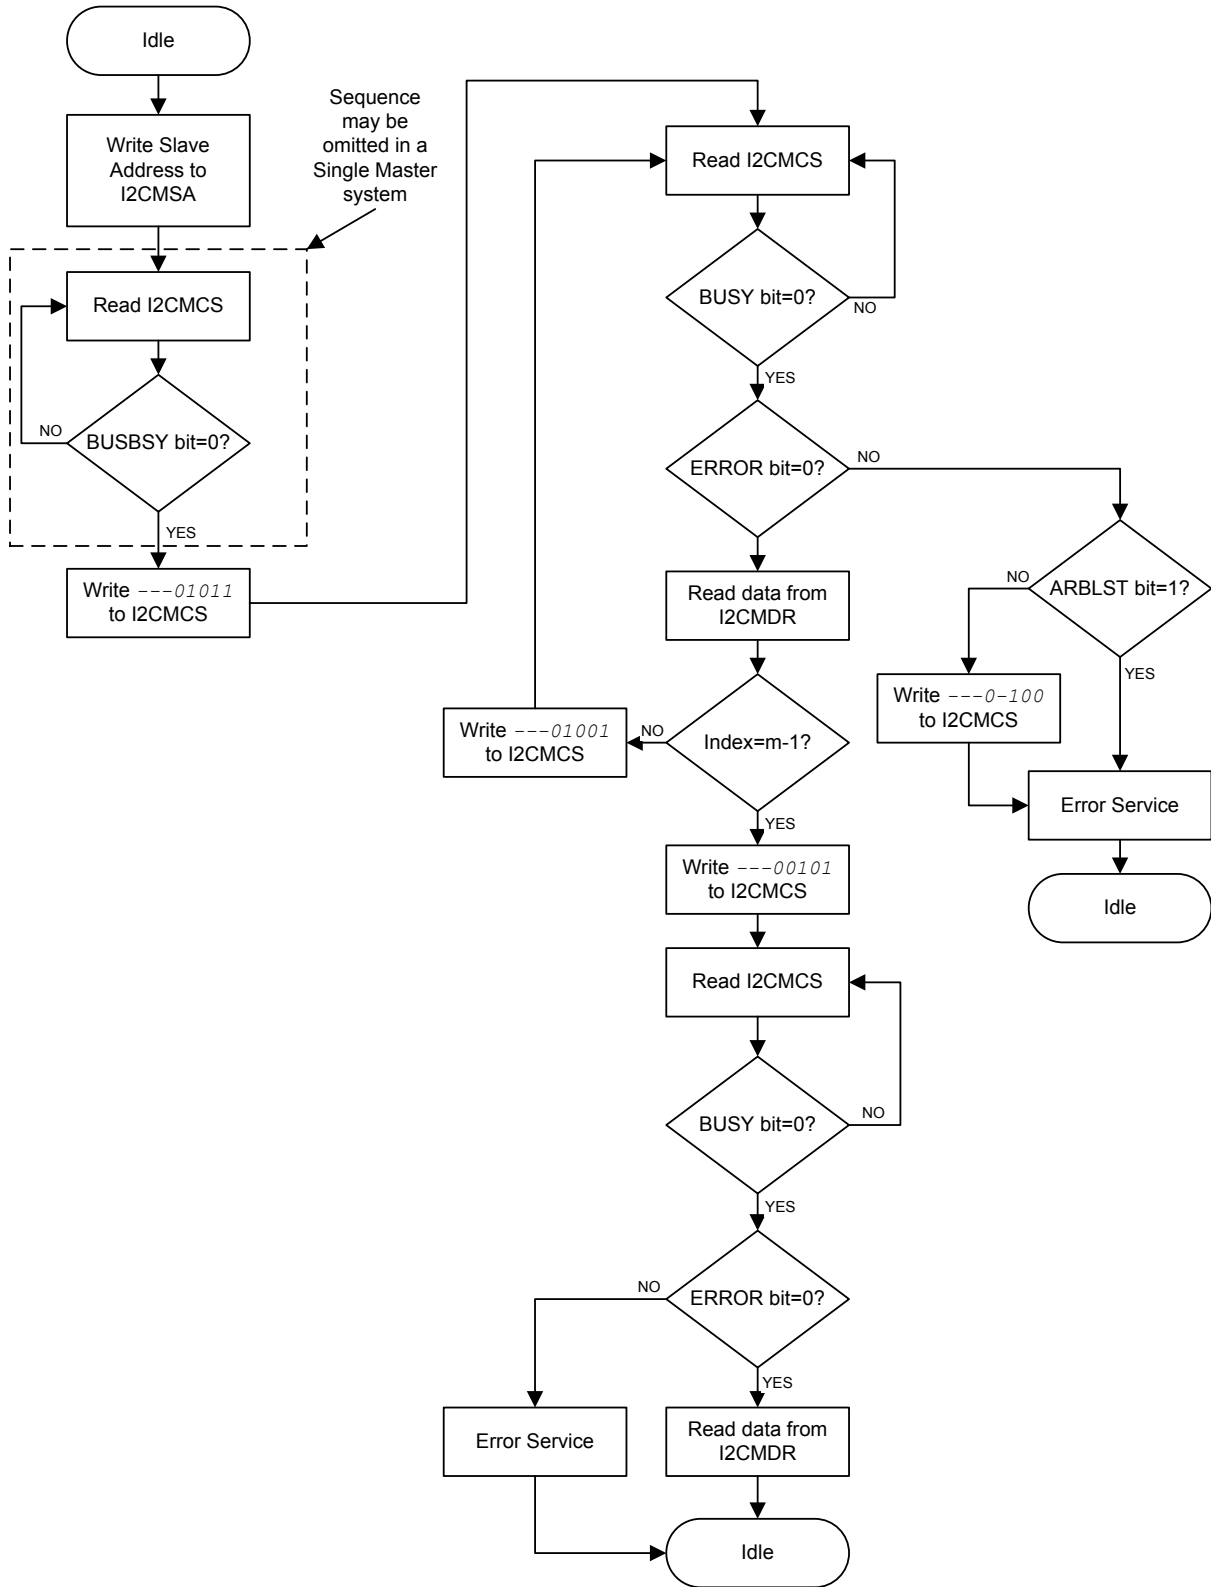 Idle
Write Slave
Address to
I2CMSA
Sequence
may be
omitted in a
Single Master
system
Read I2CMCS
BUSBSY bit=0?
NO
YES
Write ---01011
to I2CMCS
Read I2CMCS
BUSY bit=0?
NO
YES
ERROR bit=0?
NO
YES
ARBLST bit=1?
NO
YES
Write ---0-100
to I2CMCS
Error Service
Idle
Read data from
I2CMDR
Index=m-1?
NO
Write ---01001
to I2CMCS
YES
Write ---00101
to I2CMCS
Read I2CMCS
BUSY bit=0?
NO
YES
ERROR bit=0?
NO
YES
Error Service
Read data from
I2CMDR
Idle